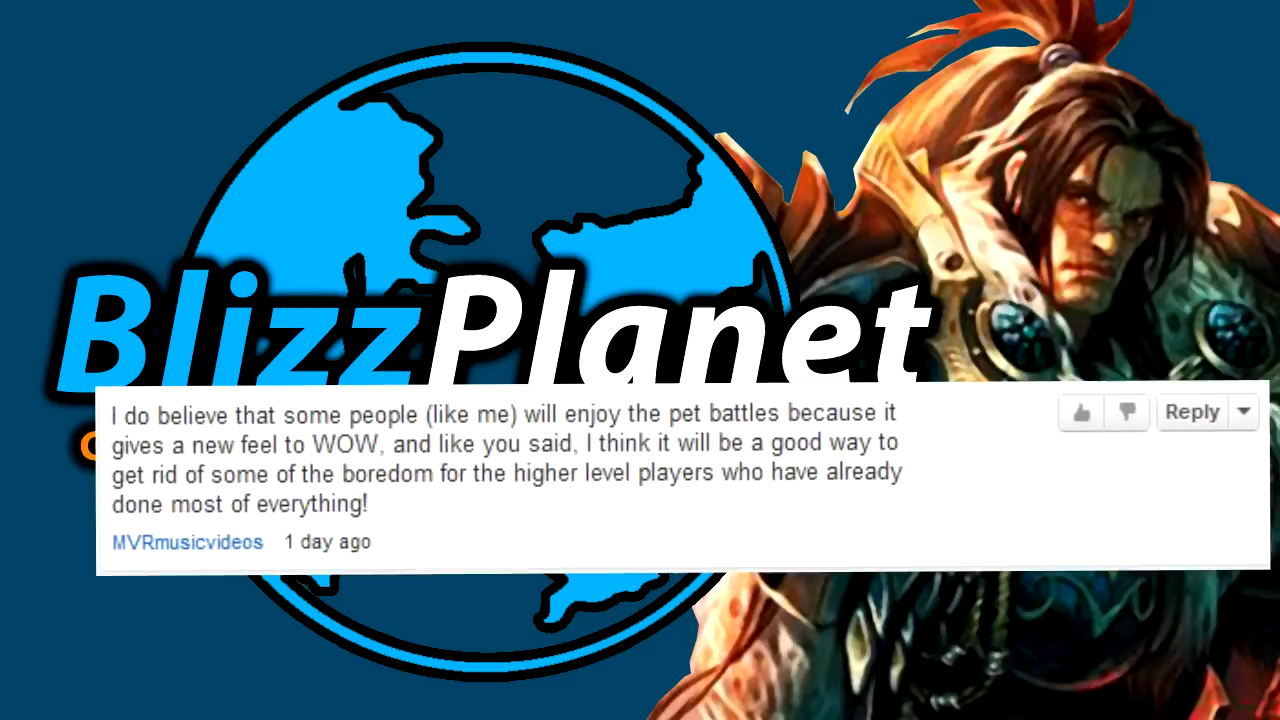 BlizzPlanet
I do believe that some people (like me) will enjoy the pet battles because it
gives a new feel to WOW, and like you said, I think it will be a good way to
get rid of some of the boredom for the higher level players who have already
done most of everything!
MVRmusicvideos 1 day ago
Reply